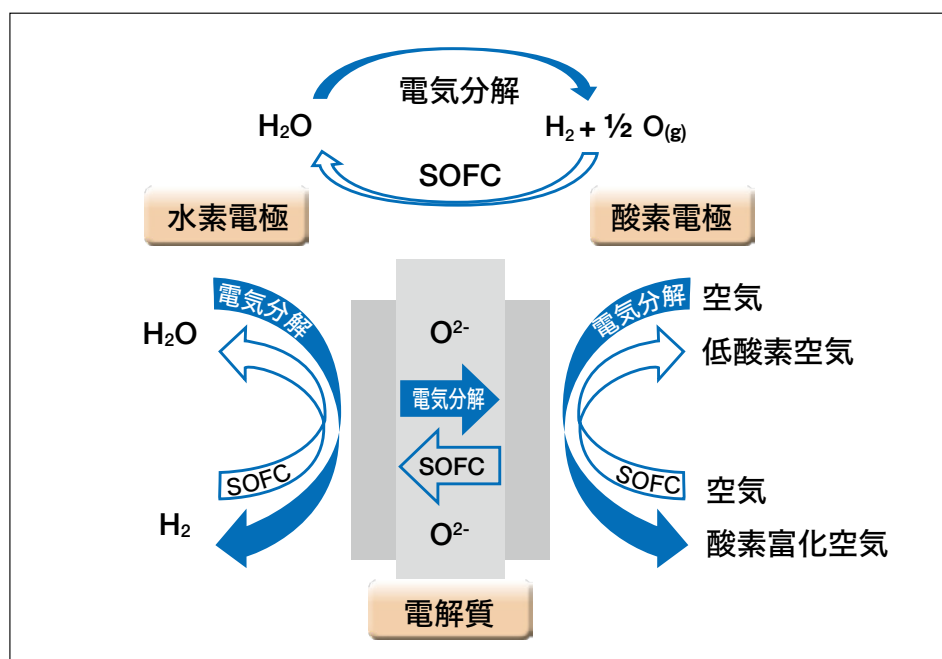 電気分解
H₂O
H₂ + ½ O(g)
SOFC
水素電極
酸素電極
電気分解
H₂O
SOFC
H₂
O²⁻
電気分解
SOFC
O²⁻
電気分解
空気
低酸素空気
SOFC
空気
酸素富化空気
電解質